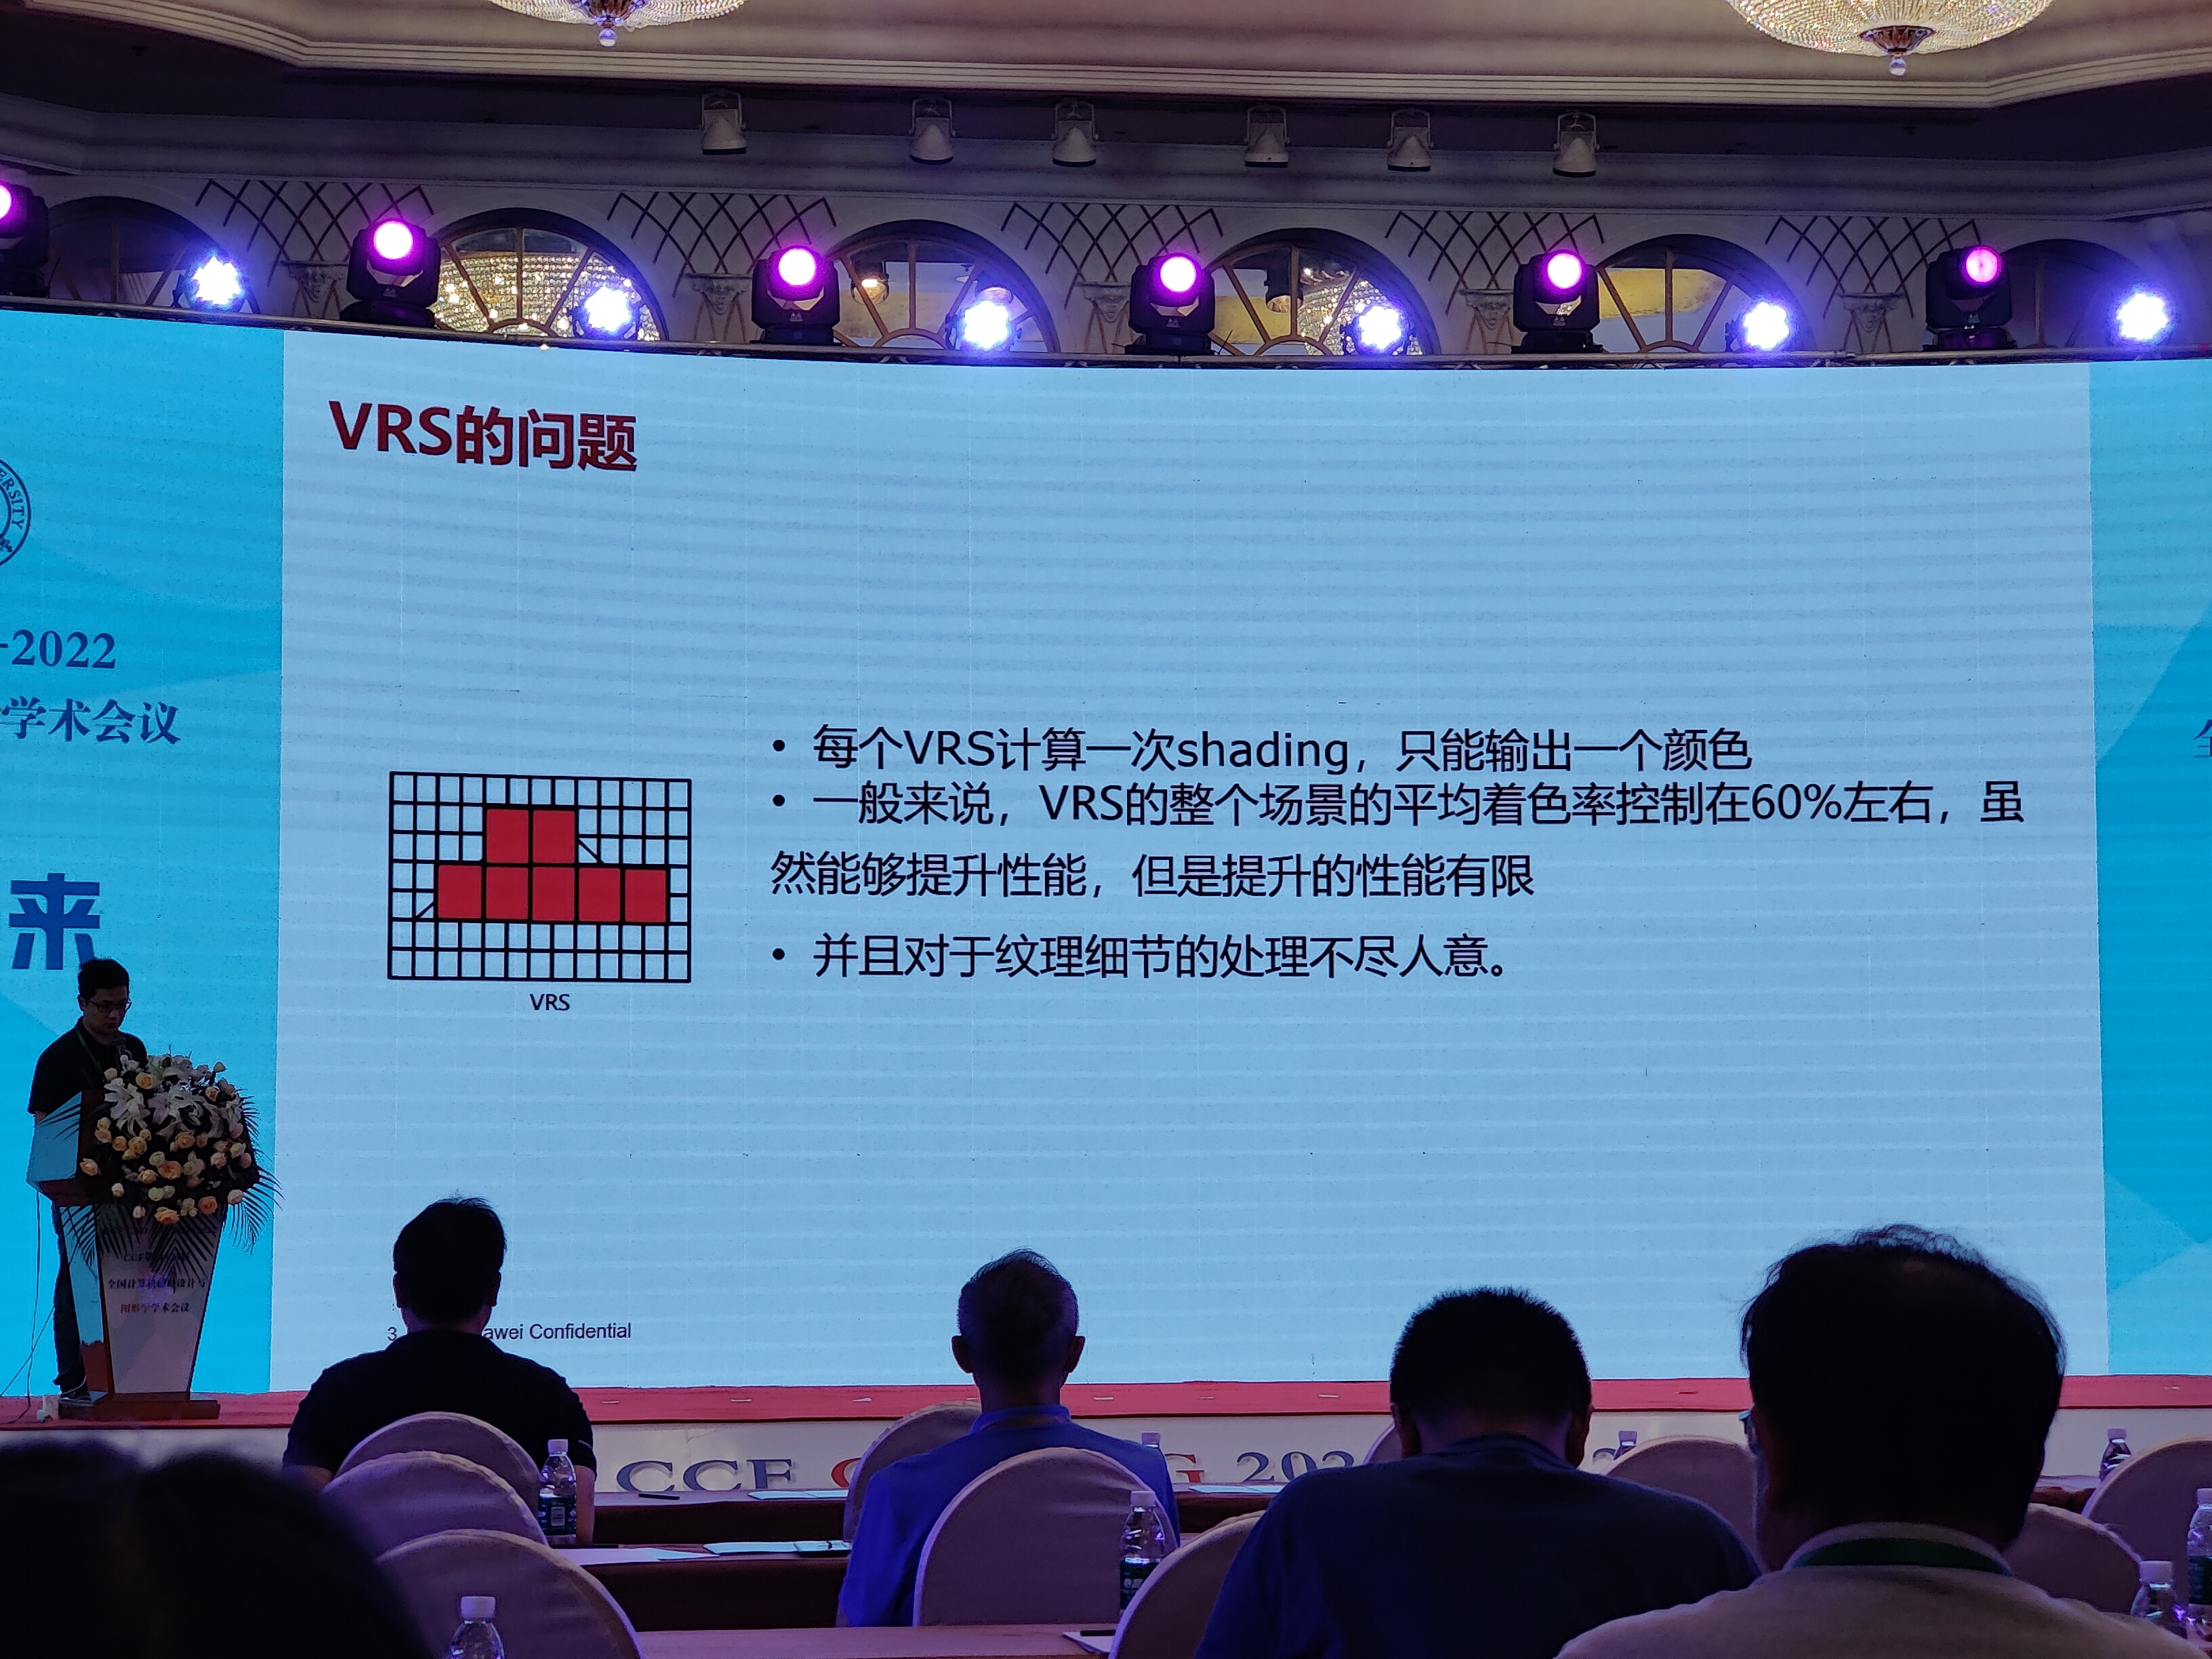 VRS的问题
ERSITY
-2022
学术会议
来
每个VRS计算一次shading，只能输出一个颜色
一般来说，VRS的整个场景的平均着色率控制在60%左右，虽
然能够提升性能，但是提升的性能有限
并且对于纹理细节的处理不尽人意。
VRS
3
awei Confidential
全国计算机辅助设计与
图形学学术会议
CCF
G 202